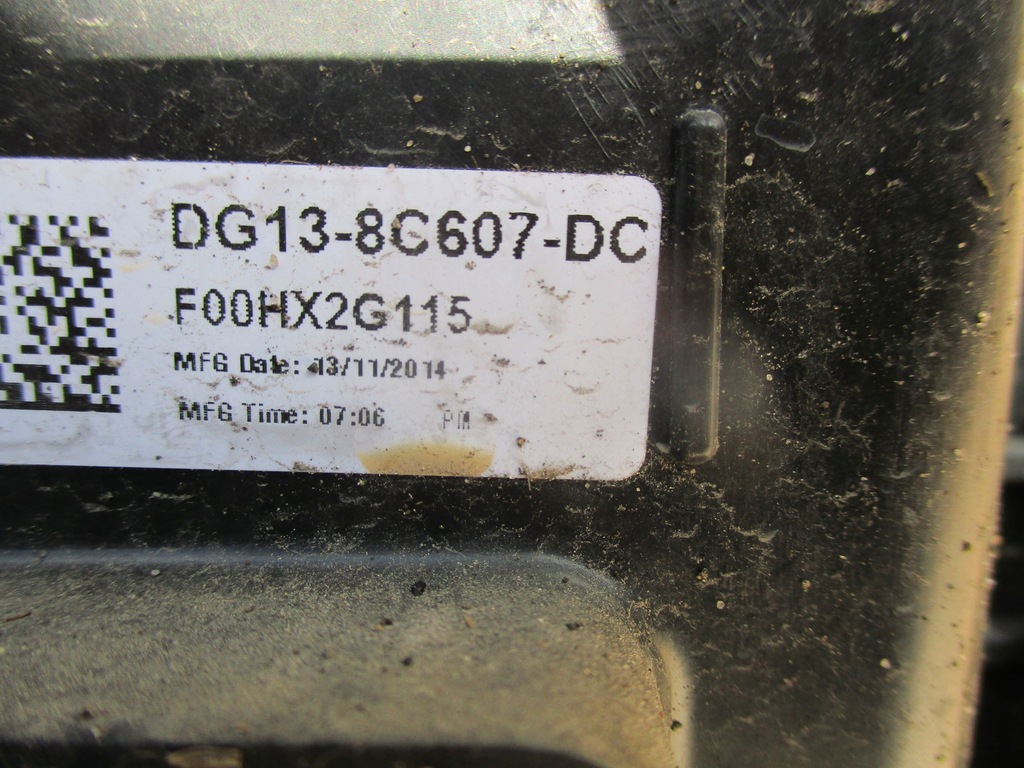 DG13-8C607-DC
F00HX2G115
MFG Date: 13/11/2014
MFG Time: 07:06 PM